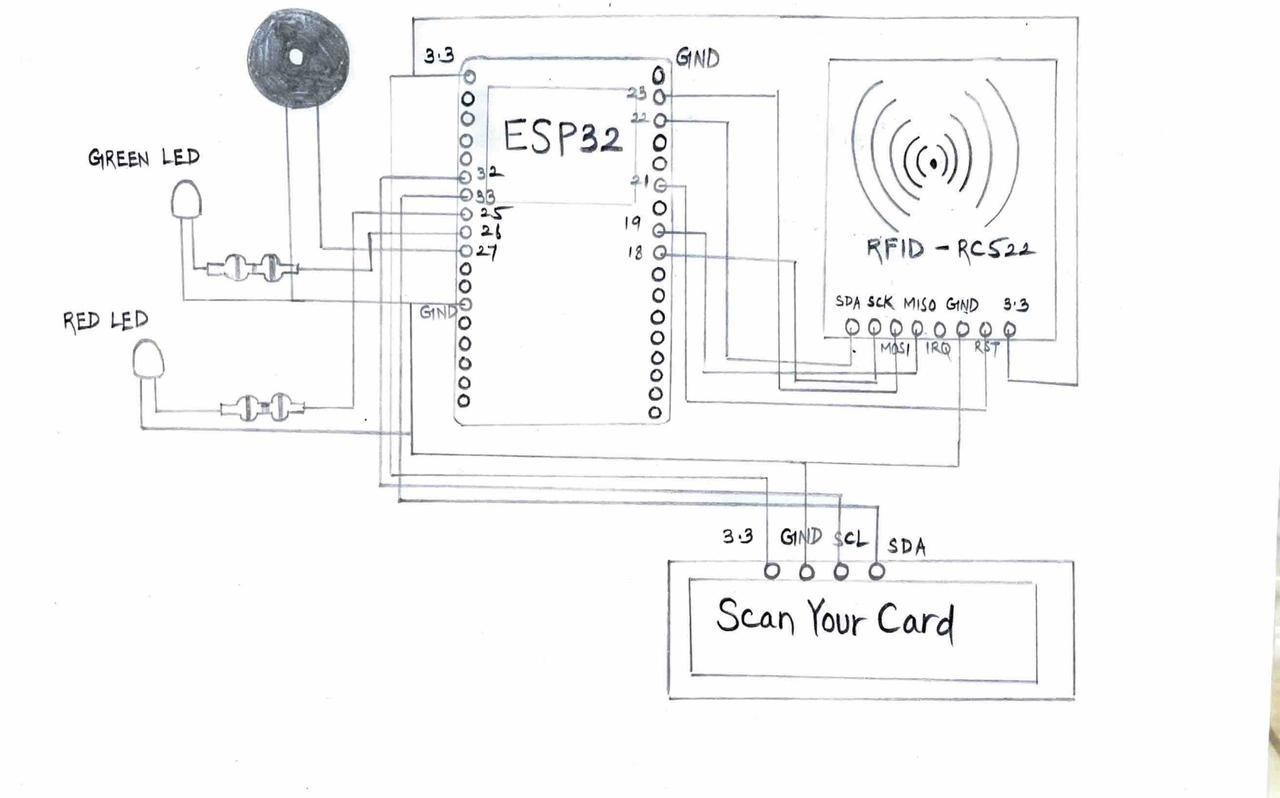 3.3
GND
23
ESP32
22
GREEN LED
32
21
33
25
19
26
27
18
RFID - RC522
SDA SCK MISO GND 3.3
GND
RED LED
MOSI IRQ RST
3.3 GND SCL SDA
Scan Your Card